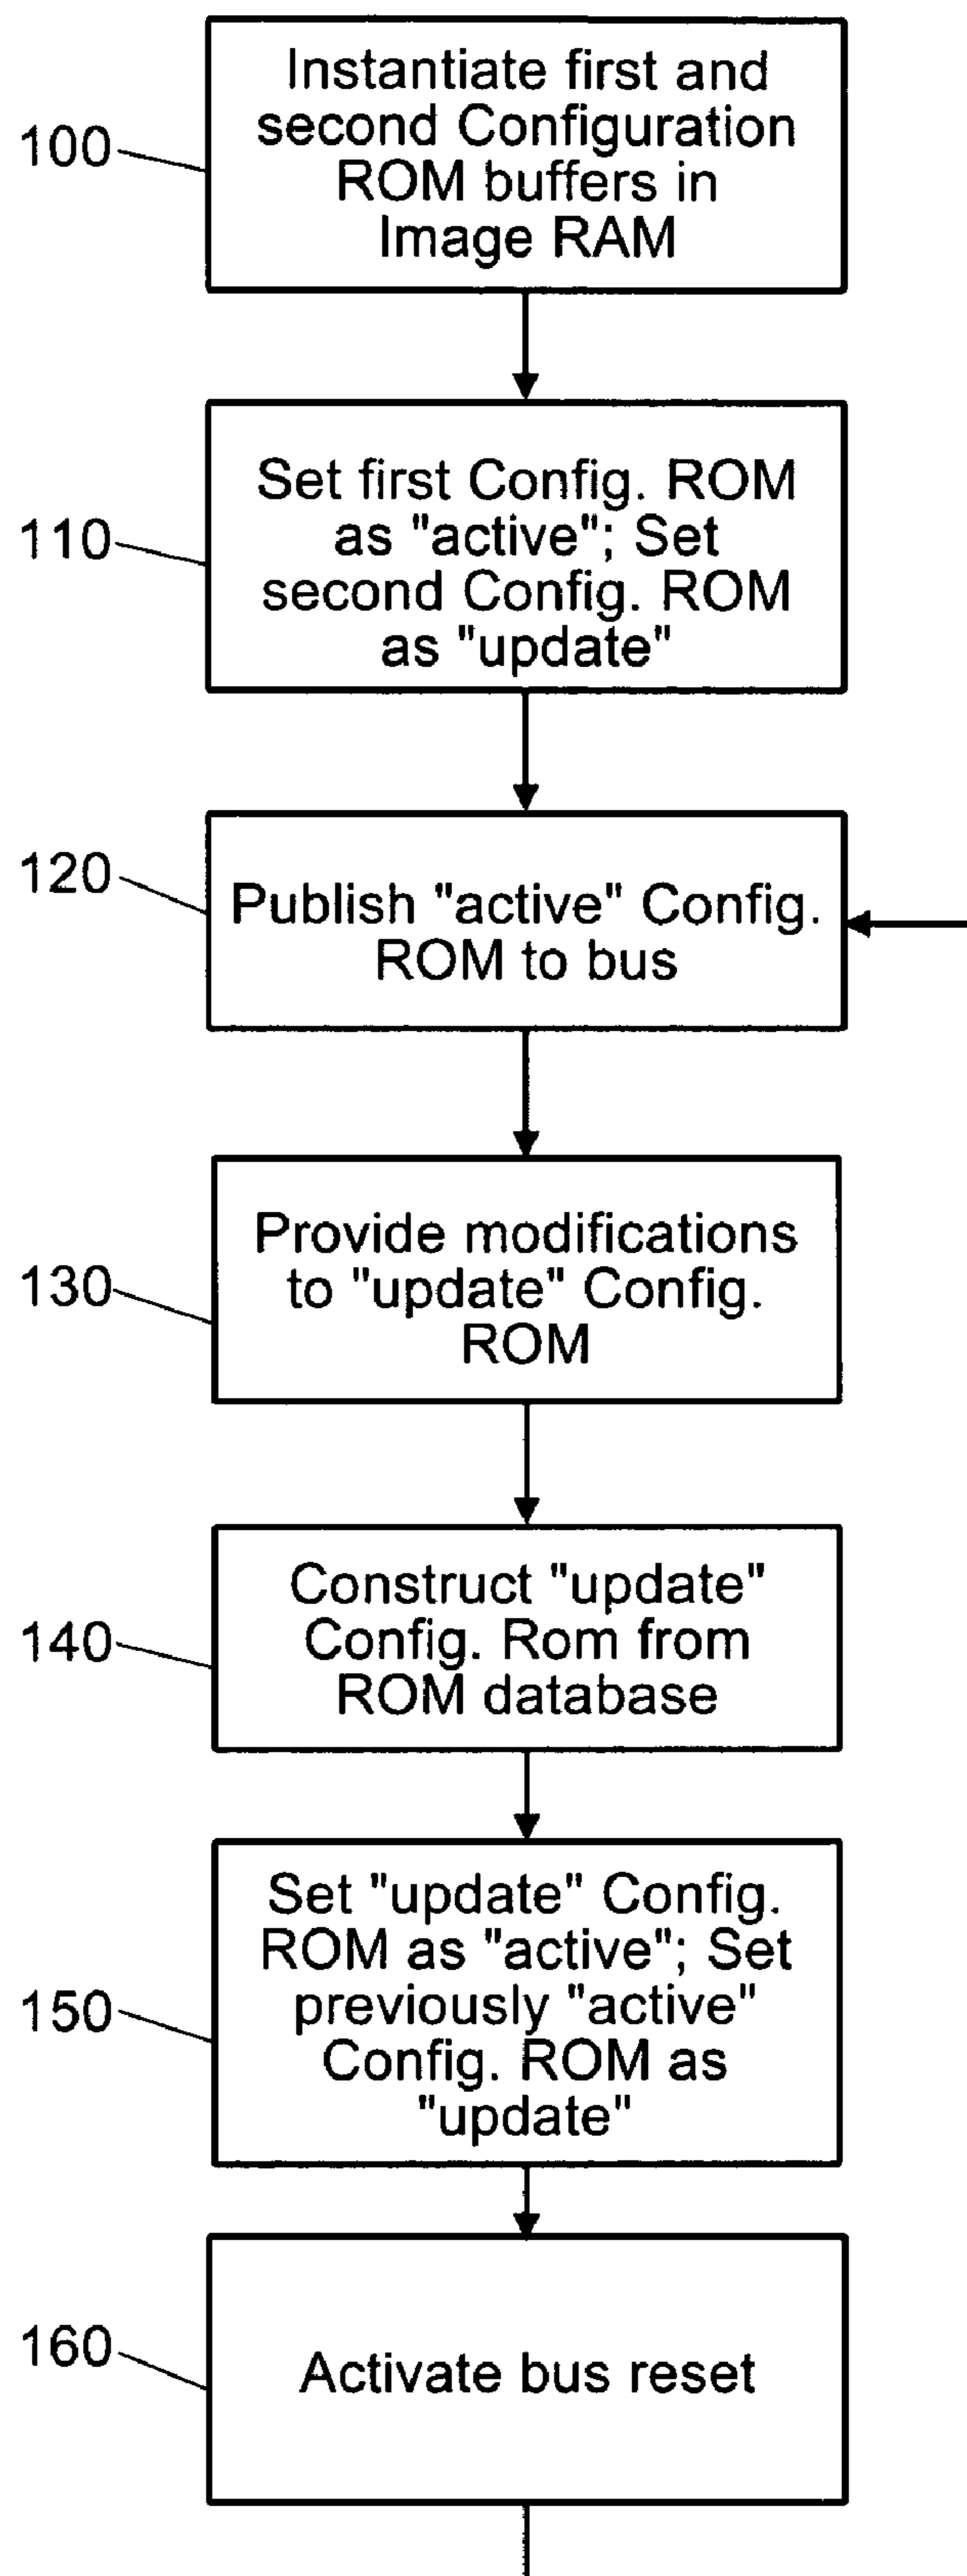 100
Instantiate first and
second Configuration
ROM buffers in
Image RAM
110
Set first Config. ROM
as "active"; Set
second Config. ROM
as "update"
120
Publish "active" Config.
ROM to bus
130
Provide modifications
to "update" Config.
ROM
140
Construct "update"
Config. Rom from
ROM database
150
Set "update" Config.
ROM as "active"; Set
previously "active"
Config. ROM as
"update"
160
Activate bus reset